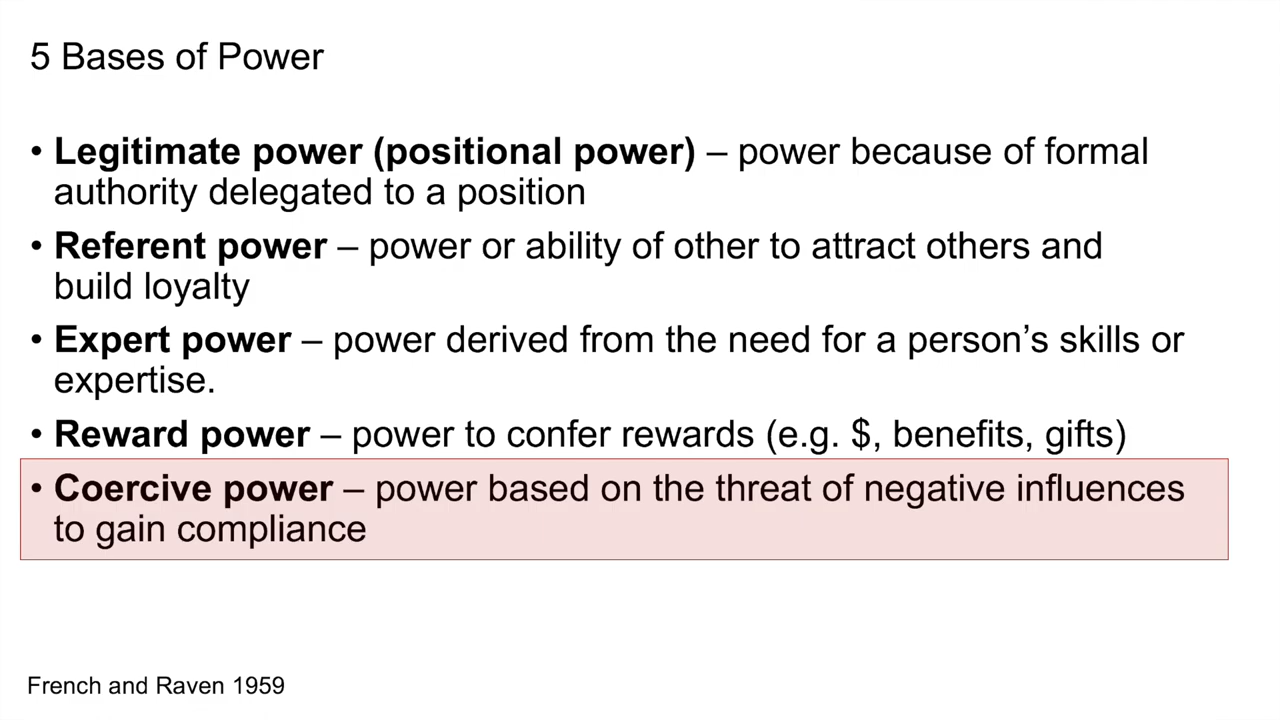 5 Bases of Power
• Legitimate power (positional power) – power because of formal
authority delegated to a position
• Referent power – power or ability of other to attract others and
build loyalty
• Expert power – power derived from the need for a person’s skills or
expertise.
• Reward power – power to confer rewards (e.g. $, benefits, gifts)
• Coercive power – power based on the threat of negative influences
to gain compliance
French and Raven 1959